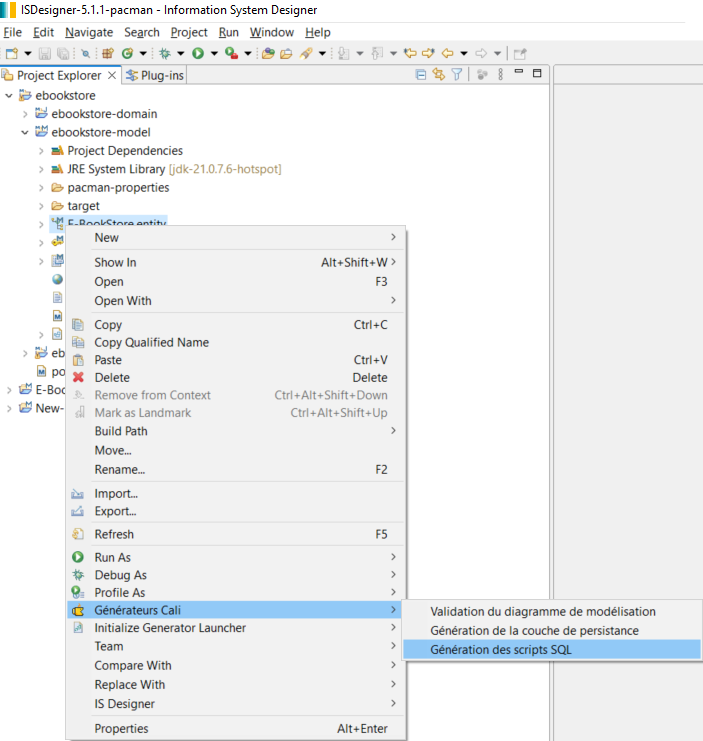 ISDesigner-5.1.1-pacman - Information System Designer
File Edit Navigate Search Project Run Window Help
Project Explorer Plug-ins
ebookstore
ebookstore-domain
ebookstore-model
Project Dependencies
JRE System Library [jdk-21.0.7.6-hotspot]
pacman-properties
target
E-BookStore.entity
eb
po
E-Boo
New-
New
Show In Alt+Shift+W
Open F3
Open With
Copy Ctrl+C
Copy Qualified Name
Paste Ctrl+V
Delete Delete
Remove from Context Ctrl+Alt+Shift+Down
Mark as Landmark Ctrl+Alt+Shift+Up
Build Path
Move...
Rename... F2
Import...
Export...
Refresh F5
Run As
Debug As
Profile As
Générateurs Cali
Initialize Generator Launcher
Team
Compare With
Replace With
IS Designer
Properties Alt+Enter
Validation du diagramme de modélisation
Génération de la couche de persistance
Génération des scripts SQL